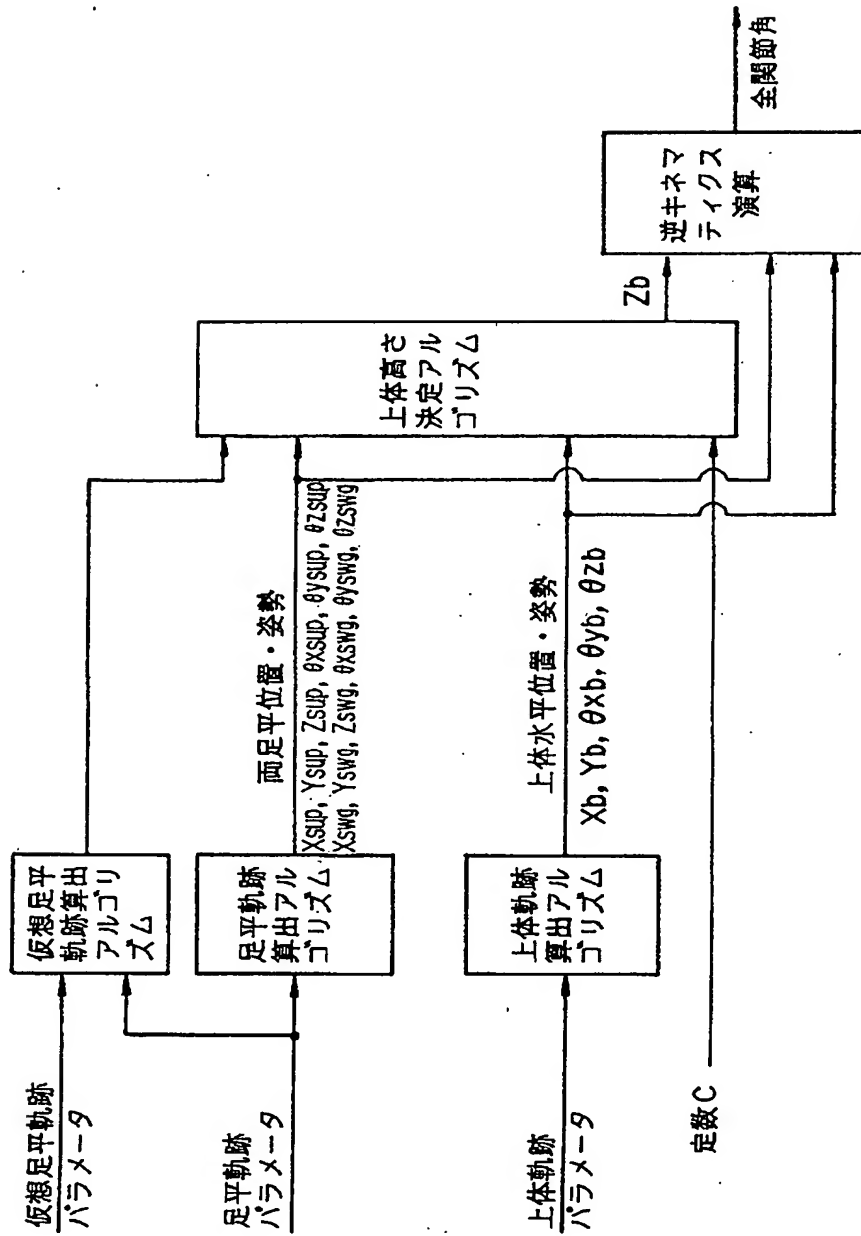 仮想足平軌跡
パラメータ
足平軌跡
パラメータ
上体軌跡
パラメータ
定数C
仮想足平
軌跡算出
アルゴリ
ズム
足平軌跡
算出アル
ゴリズム
上体軌跡
算出アル
ゴリズム
両足平位置・姿勢
Xsup, Ysup, Zsup, θxsup, θysup, θzsup
Xswg, Yswg, Zswg, θxswg, θyswg, θzswg
上体水平位置・姿勢
Xb, Yb, θxb, θyb, θzb
上体高さ
決定アル
ゴリズム
Zb
逆キネマ
ティクス
演算
全関節角